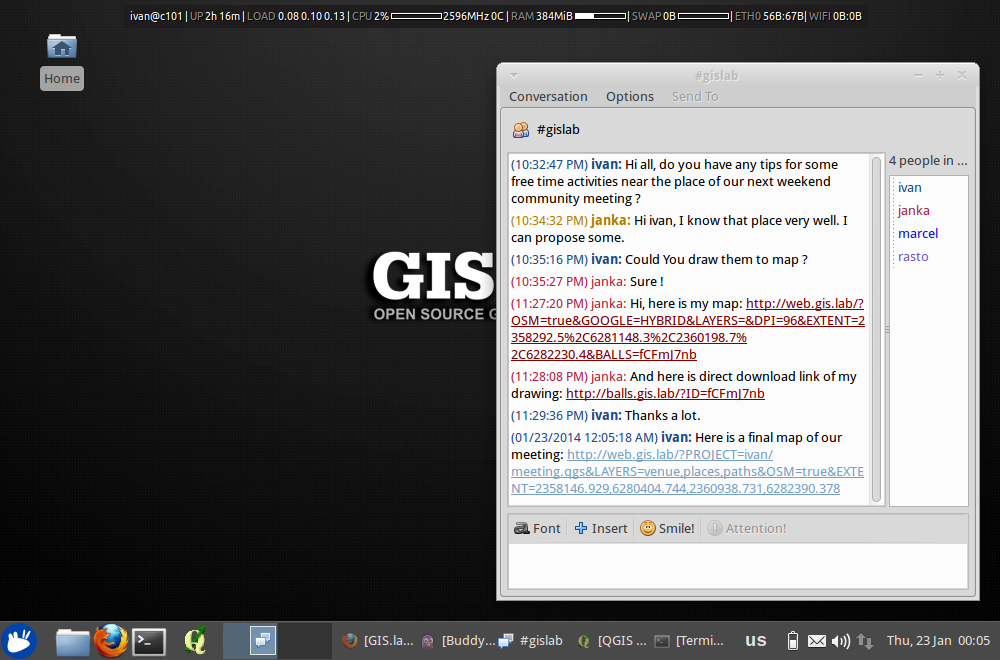 ivan@c101 | UP 2h 16m | LOAD 0.08 0.10 0.13 | CPU 2% 2596MHz 0C | RAM 384MiB | SWAP 0B | ETH0 56B:67B| WIFI 0B:0B
Home
#gislab
Conversation Options Send To
#gislab
4 people in ...
(10:32:47 PM) ivan: Hi all, do you have any tips for some
free time activities near the place of our next weekend
community meeting ?
(10:34:32 PM) janka: Hi ivan, I know that place very well. I
can propose some.
(10:35:16 PM) ivan: Could You draw them to map ?
(10:35:27 PM) janka: Sure !
(11:27:20 PM) janka: Hi, here is my map: http://web.gis.lab/?
OSM=true&GOOGLE=HYBRID&LAYERS=&DPI=96&EXTENT=2
358292.5%2C6281148.3%2C2360198.7%
2C6282230.4&BALLS=fCFmJ7nb
(11:28:08 PM) janka: And here is direct download link of my
drawing: http://balls.gis.lab/?ID=fCFmJ7nb
(11:29:36 PM) ivan: Thanks a lot.
(01/23/2014 12:05:18 AM) ivan: Here is a final map of our
meeting: http://web.gis.lab/?PROJECT=ivan/
meeting.qgs&LAYERS=venue,places,paths&OSM=true&EXTE
NT=2358146.929,6280404.744,2360938.731,6282390.378
ivan
janka
marcel
rasto
GIS
OPEN SOURCE G
Font Insert Smile! Attention!
[GIS.la... [Buddy... #gislab [QGIS ... [Termi... us Thu, 23 Jan 00:05